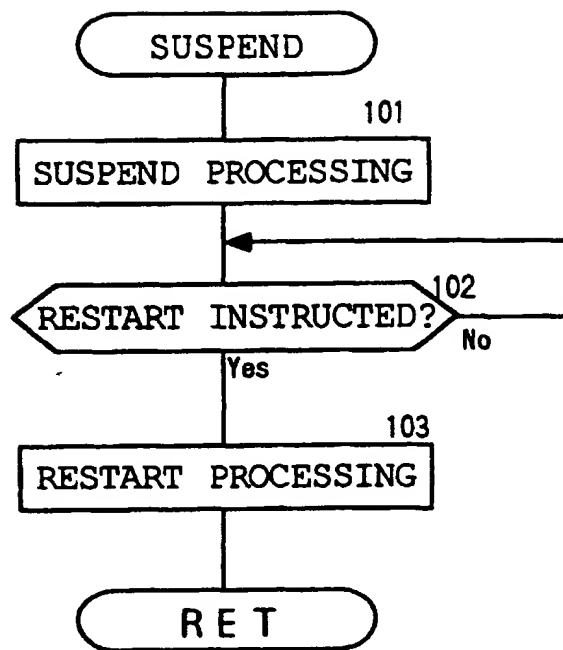 SUSPEND
101
SUSPEND PROCESSING
102
RESTART INSTRUCTED?
No
Yes
103
RESTART PROCESSING
RET